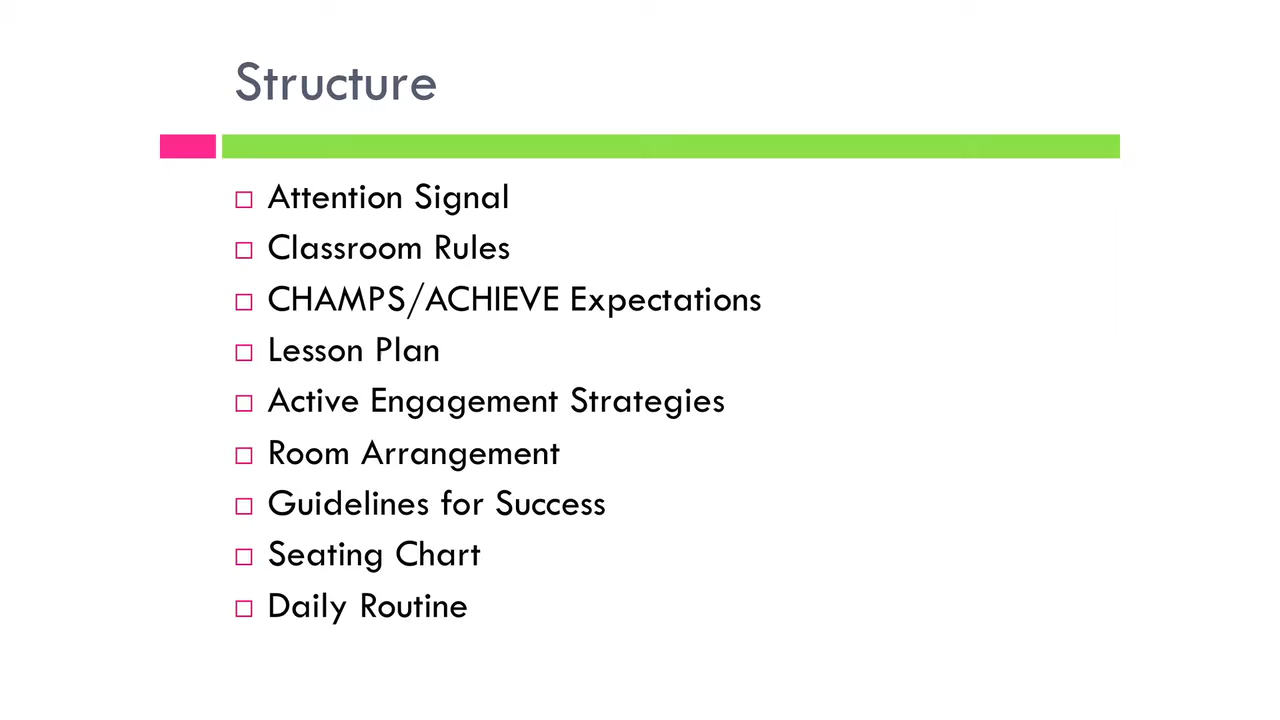 Structure
Attention Signal
Classroom Rules
CHAMPS/ACHIEVE Expectations
Lesson Plan
Active Engagement Strategies
Room Arrangement
Guidelines for Success
Seating Chart
Daily Routine